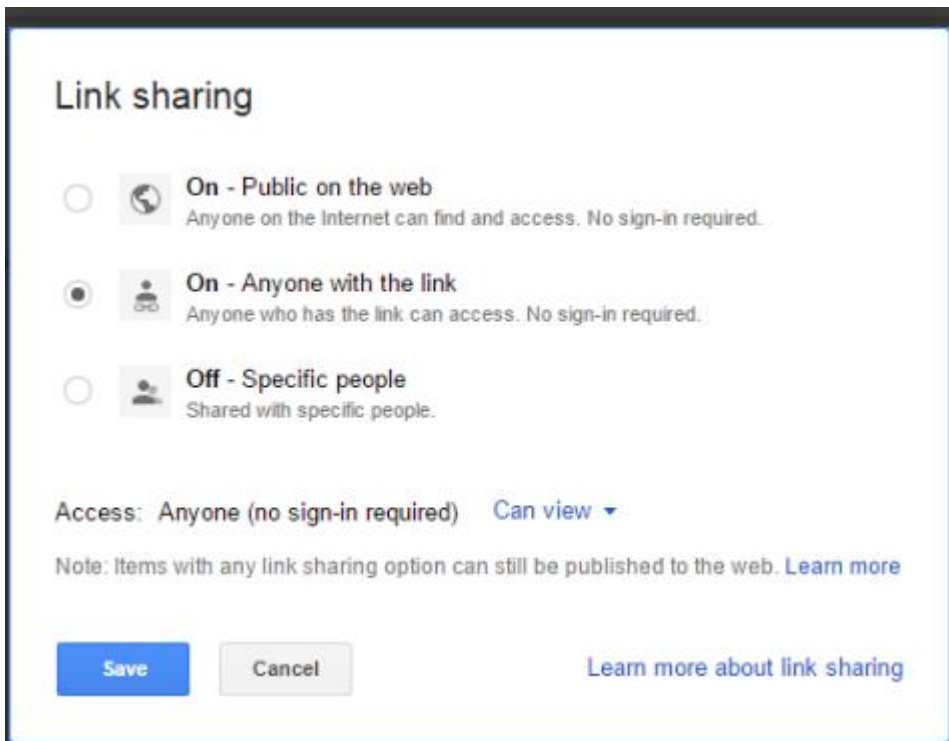 Link sharing
On - Public on the web
Anyone on the Internet can find and access. No sign-in required.
On - Anyone with the link
Anyone who has the link can access. No sign-in required.
Off - Specific people
Shared with specific people.
Access: Anyone (no sign-in required) Can view
Note: Items with any link sharing option can still be published to the web. Learn more
Save Cancel Learn more about link sharing